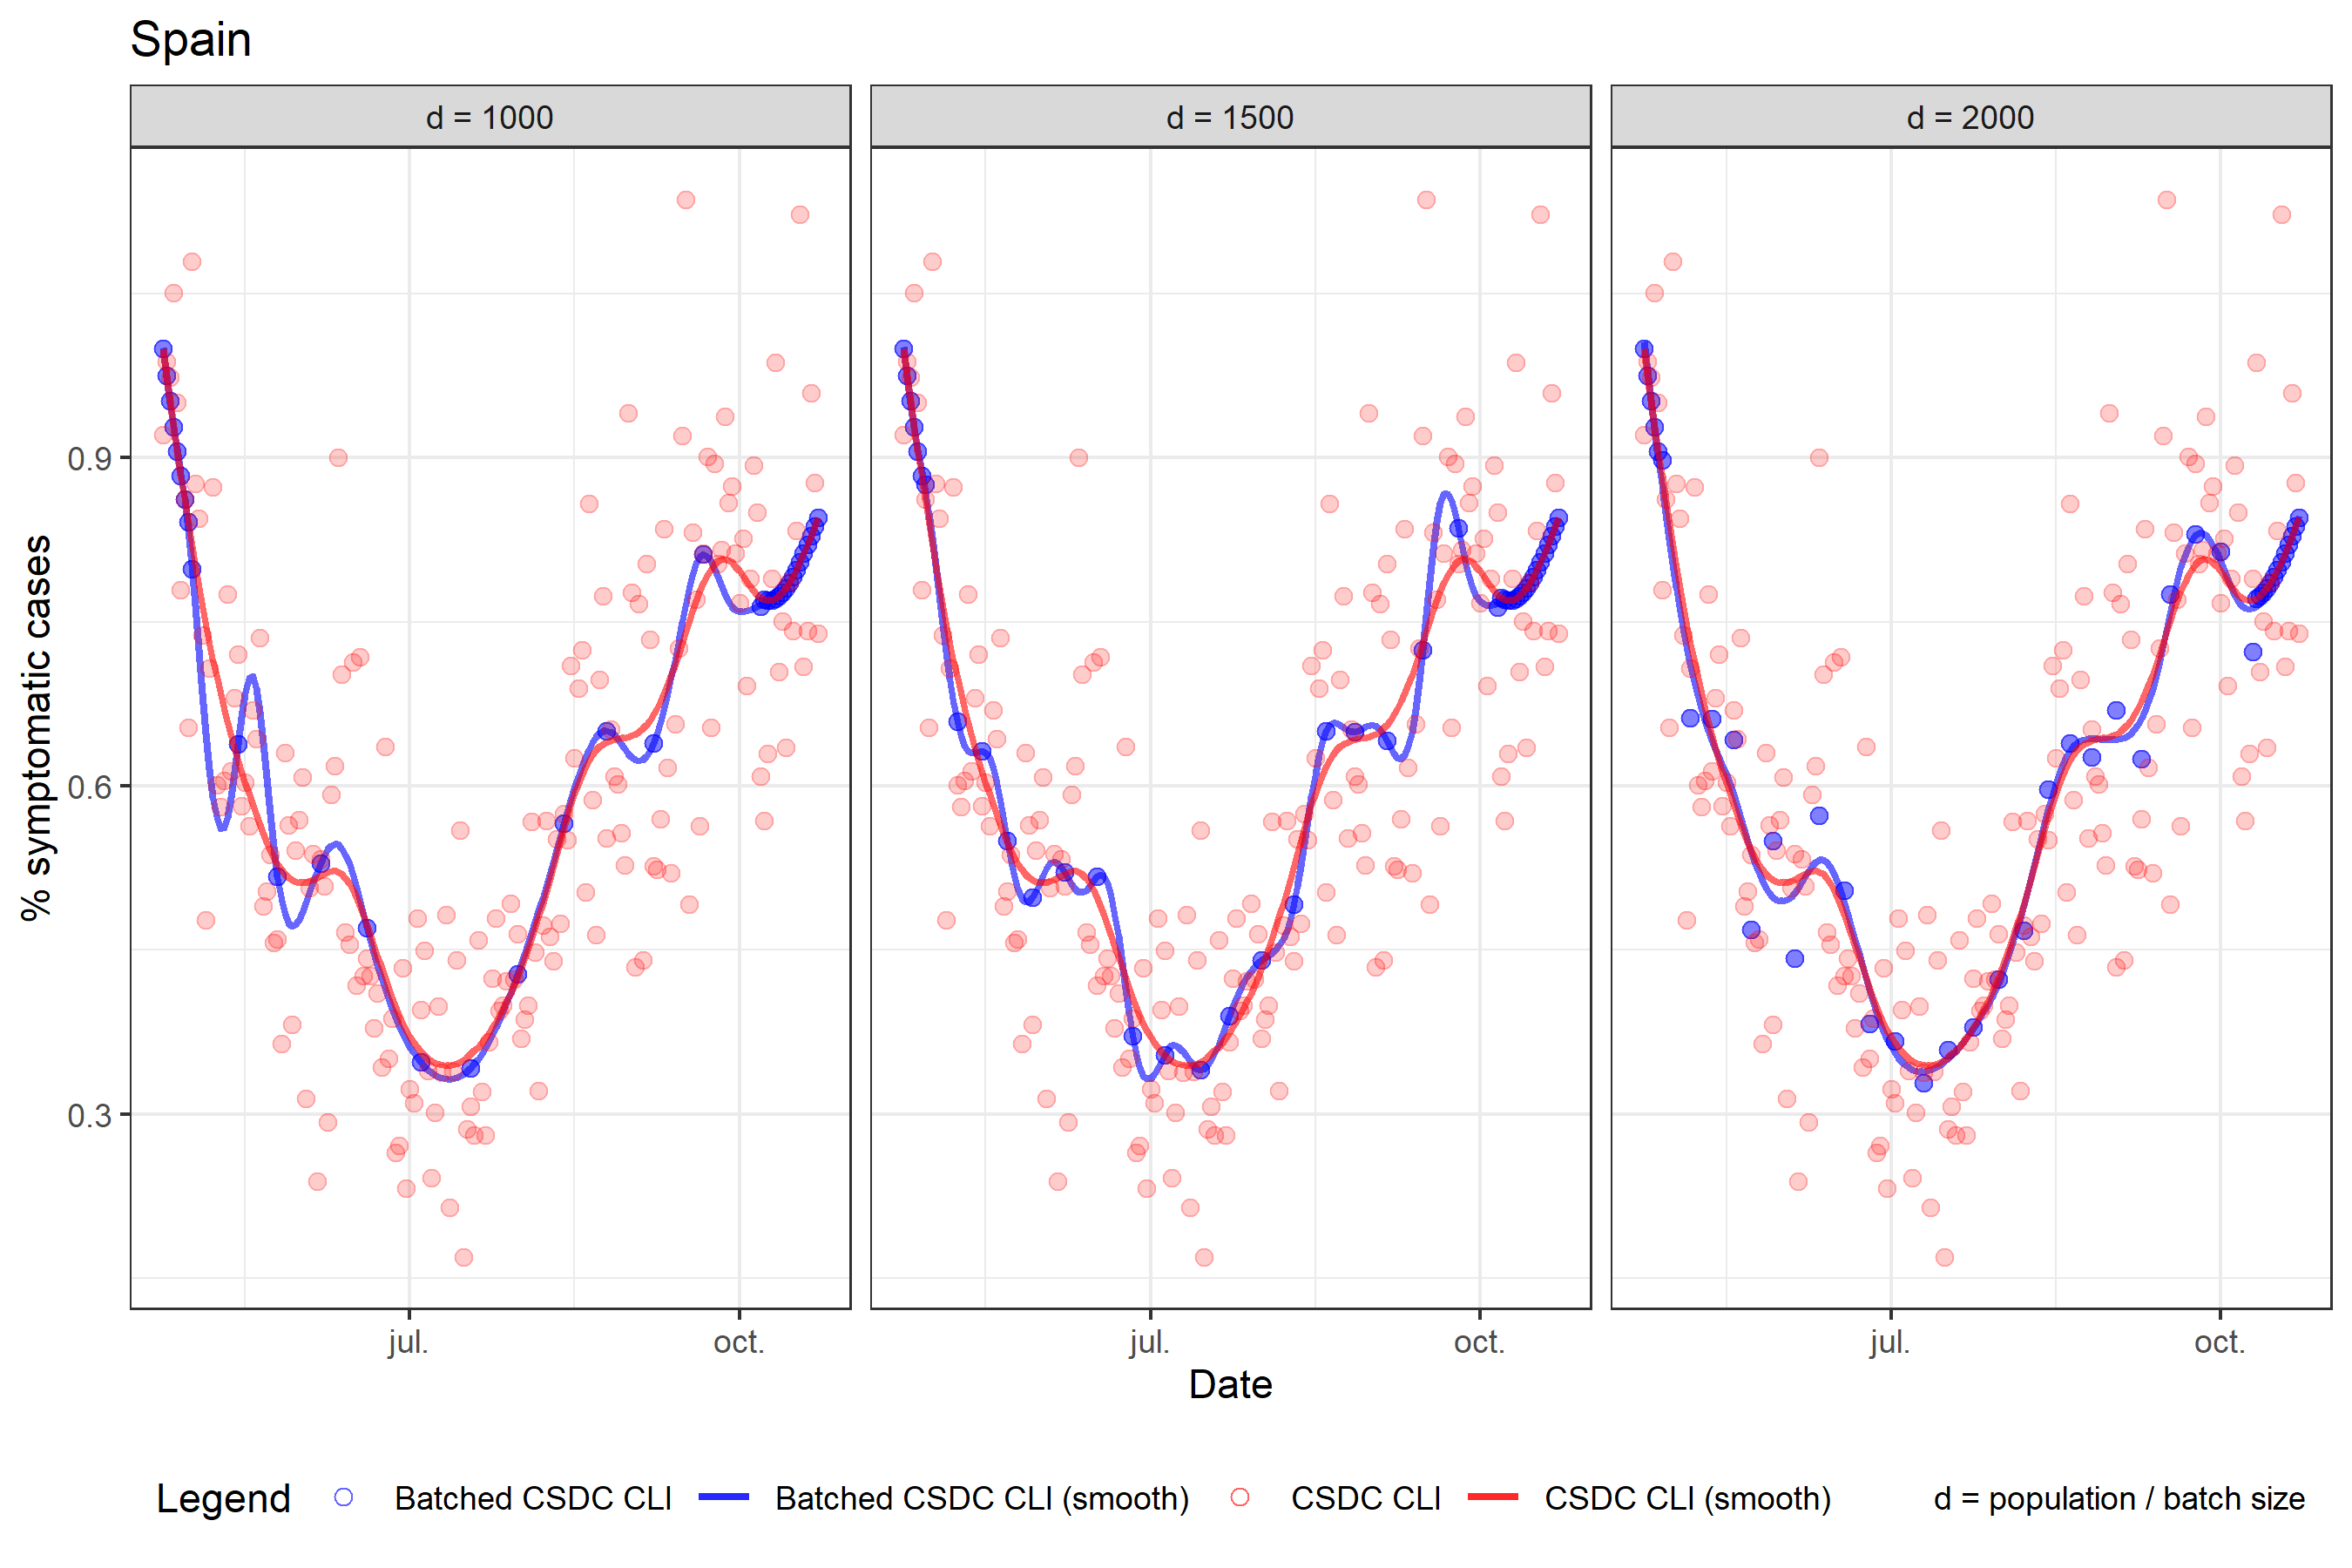 Spain
d = 1000
d = 1500
d = 2000
% symptomatic cases
0.9
0.6
0.3
jul.
oct.
jul.
oct.
jul.
oct.
Date
Legend
Batched CSDC CLI
Batched CSDC CLI (smooth)
CSDC CLI
CSDC CLI (smooth)
d = population / batch size